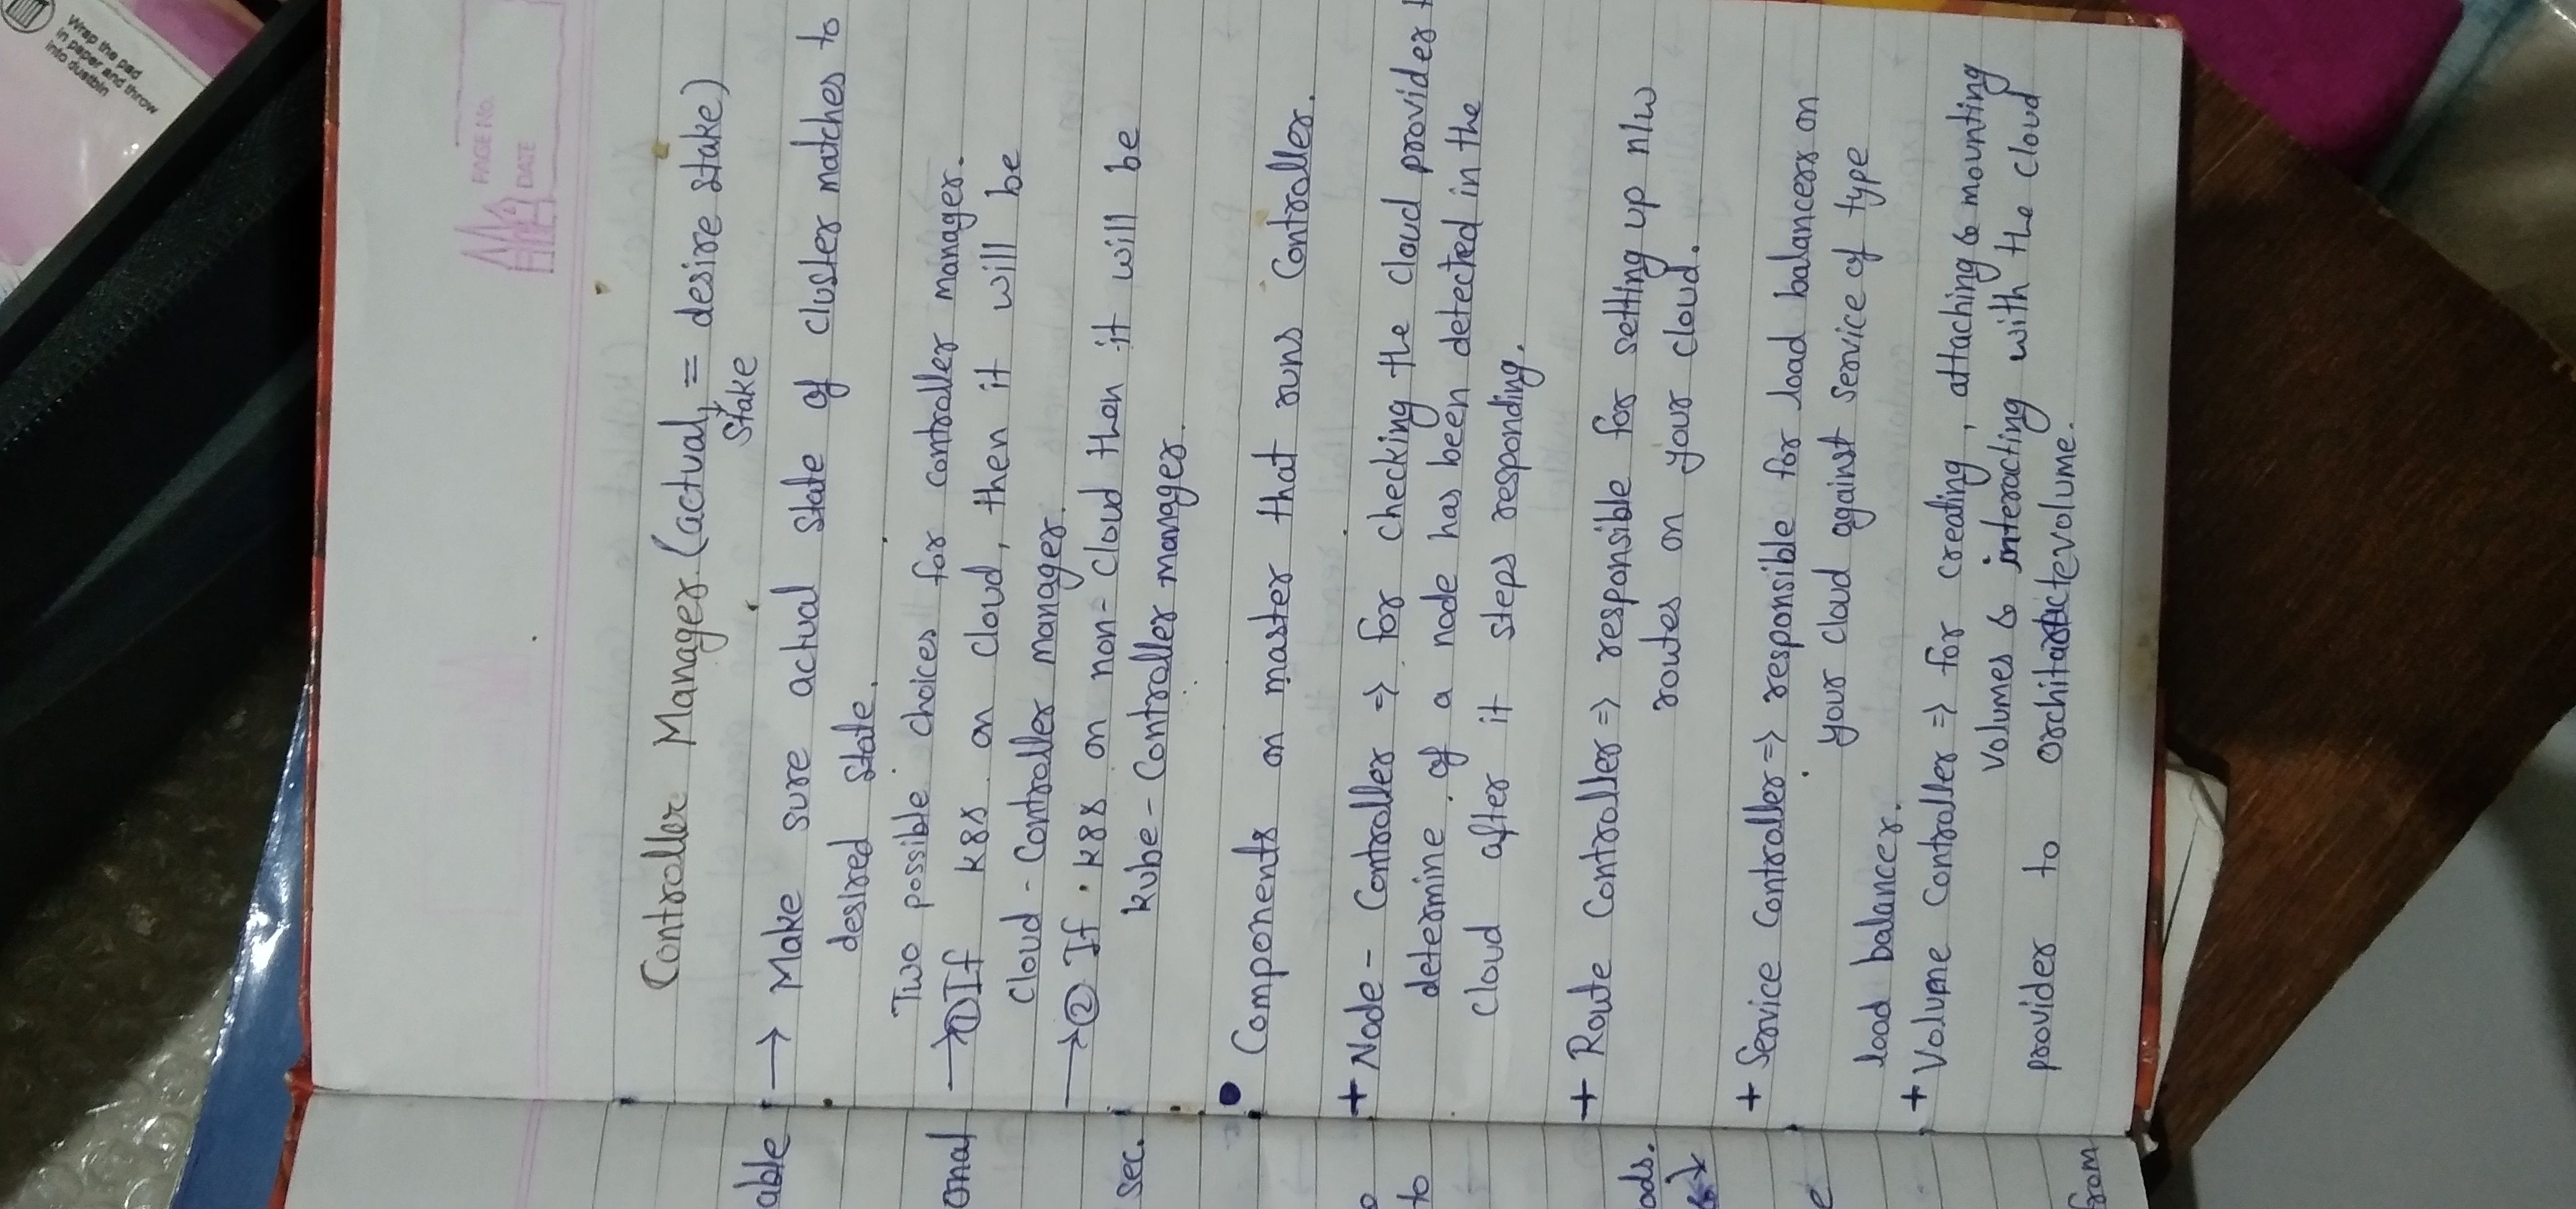 Wrap the pad
in paper and throw
into dustbin
PAGE No.
DATE
Controller Manager (actual, = desire stake)
stake
able
→ Make sure actual state of cluster matches to
desired state.
Two possible choices for controller manager.
onal
→ ① If k8s on cloud, then it will be
Cloud - Controller manager.
→ ② If k8s on non-cloud then it will be
sec.
kube - Controller manager.
• Components on master that runs Controller.
+ Node - Controller ⇒ for checking the cloud provider
to
determine of a node has been detected in the
cloud after it steps responding.
+ Route Controller ⇒ responsible for setting up n/w
ods.
routes on your cloud.
+ Service Controller ⇒ responsible for load balancers on
e
your cloud against service of type
load balancer.
+ Volume Controller ⇒ for creating, attaching & mounting
volumes & interacting with the cloud
provider to volume.
from